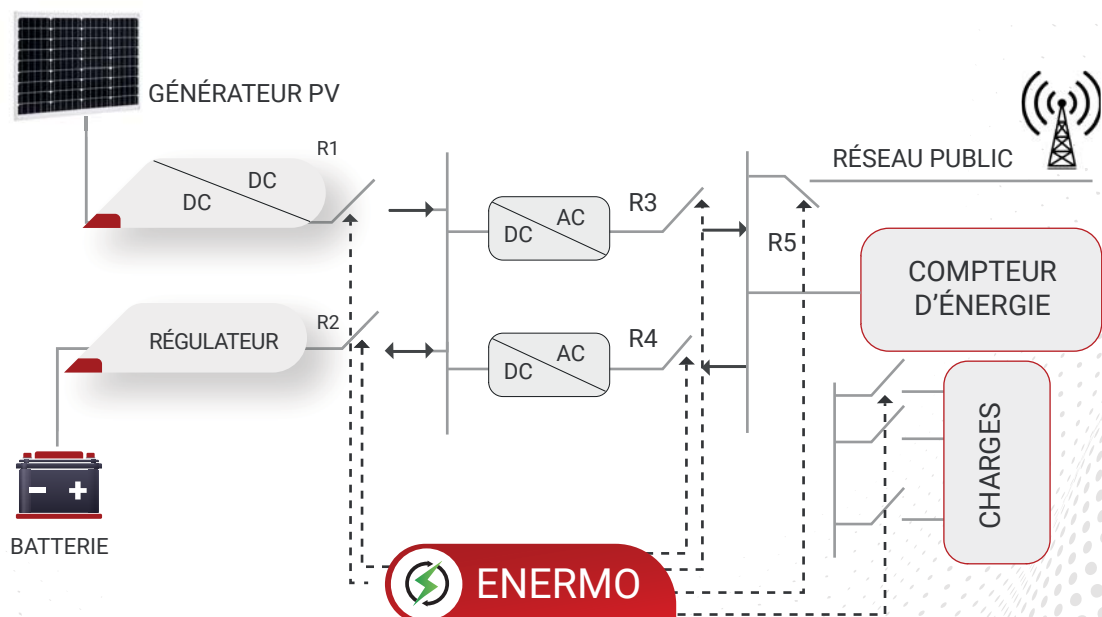 GÉNÉRATEUR PV
R1
DC
DC
RÉSEAU PUBLIC
R3
AC
DC
R5
COMPTEUR
D’ÉNERGIE
R2
RÉGULATEUR
R4
AC
DC
CHARGES
BATTERIE
ENERMO